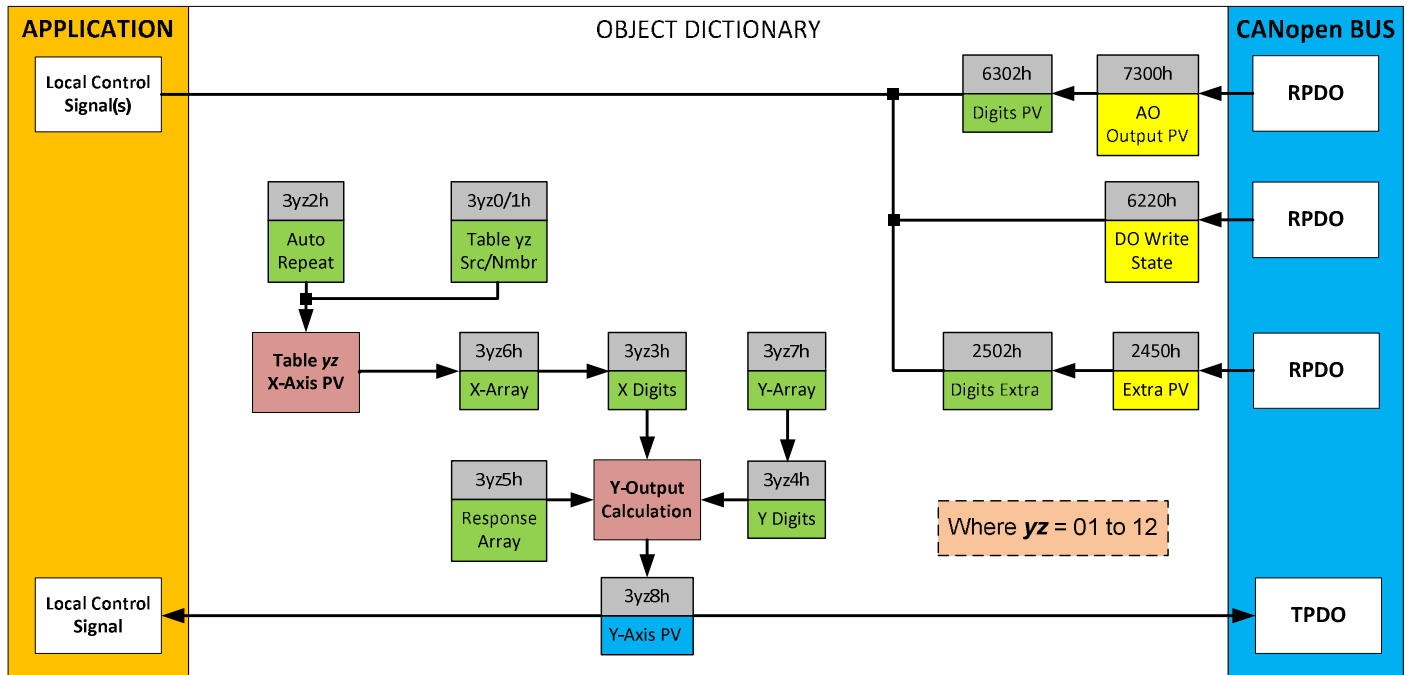 APPLICATION
OBJECT DICTIONARY
CANopen BUS
Local Control
Signal(s)
6302h
Digits PV
7300h
AO
Output PV
RPDO
3yz2h
Auto
Repeat
3yz0/1h
Table yz
Src/Nmbr
6220h
DO Write
State
RPDO
Table yz
X-Axis PV
3yz6h
X-Array
3yz3h
X Digits
3yz7h
Y-Array
2502h
Digits Extra
2450h
Extra PV
RPDO
3yz5h
Response
Array
Y-Output
Calculation
3yz4h
Y Digits
Where yz = 01 to 12
Local Control
Signal
3yz8h
Y-Axis PV
TPDO